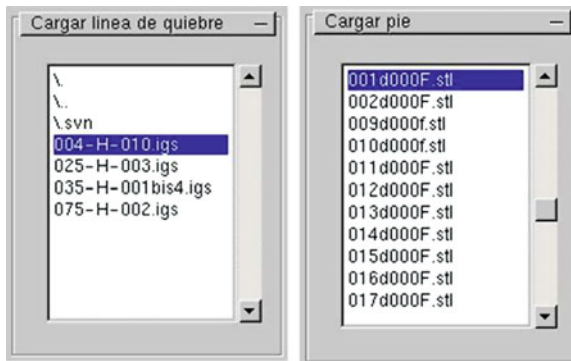 Cargar linea de quiebre
\.
\..
\.svn
004-H-010.igs
025-H-003.igs
035-H-001bis4.igs
075-H-002.igs
Cargar pie
001d000F.stl
002d000F.stl
009d000f.stl
010d000f.stl
011d000F.stl
012d000F.stl
013d000F.stl
014d000F.stl
015d000F.stl
016d000F.stl
017d000F.stl